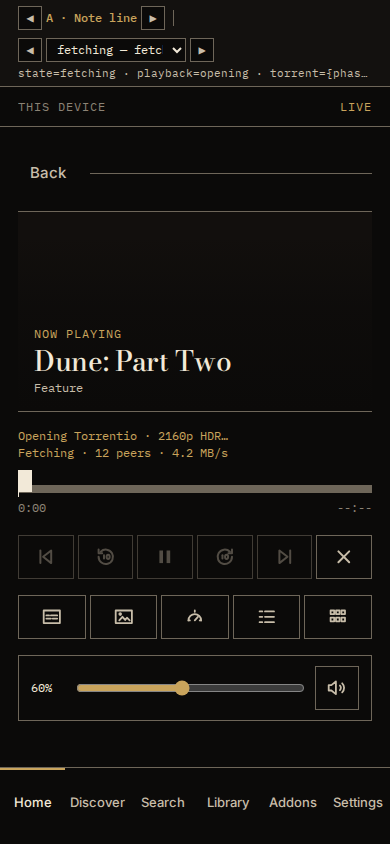 A · Note line
fetching — fetc
state=fetching · playback=opening · torrent={phas…
THIS DEVICE
LIVE
Back
NOW PLAYING
Dune: Part Two
Feature
Opening Torrentio · 2160p HDR…
Fetching · 12 peers · 4.2 MB/s
0:00
--:--
10
10
60%
Home
Discover
Search
Library
Addons
Settings